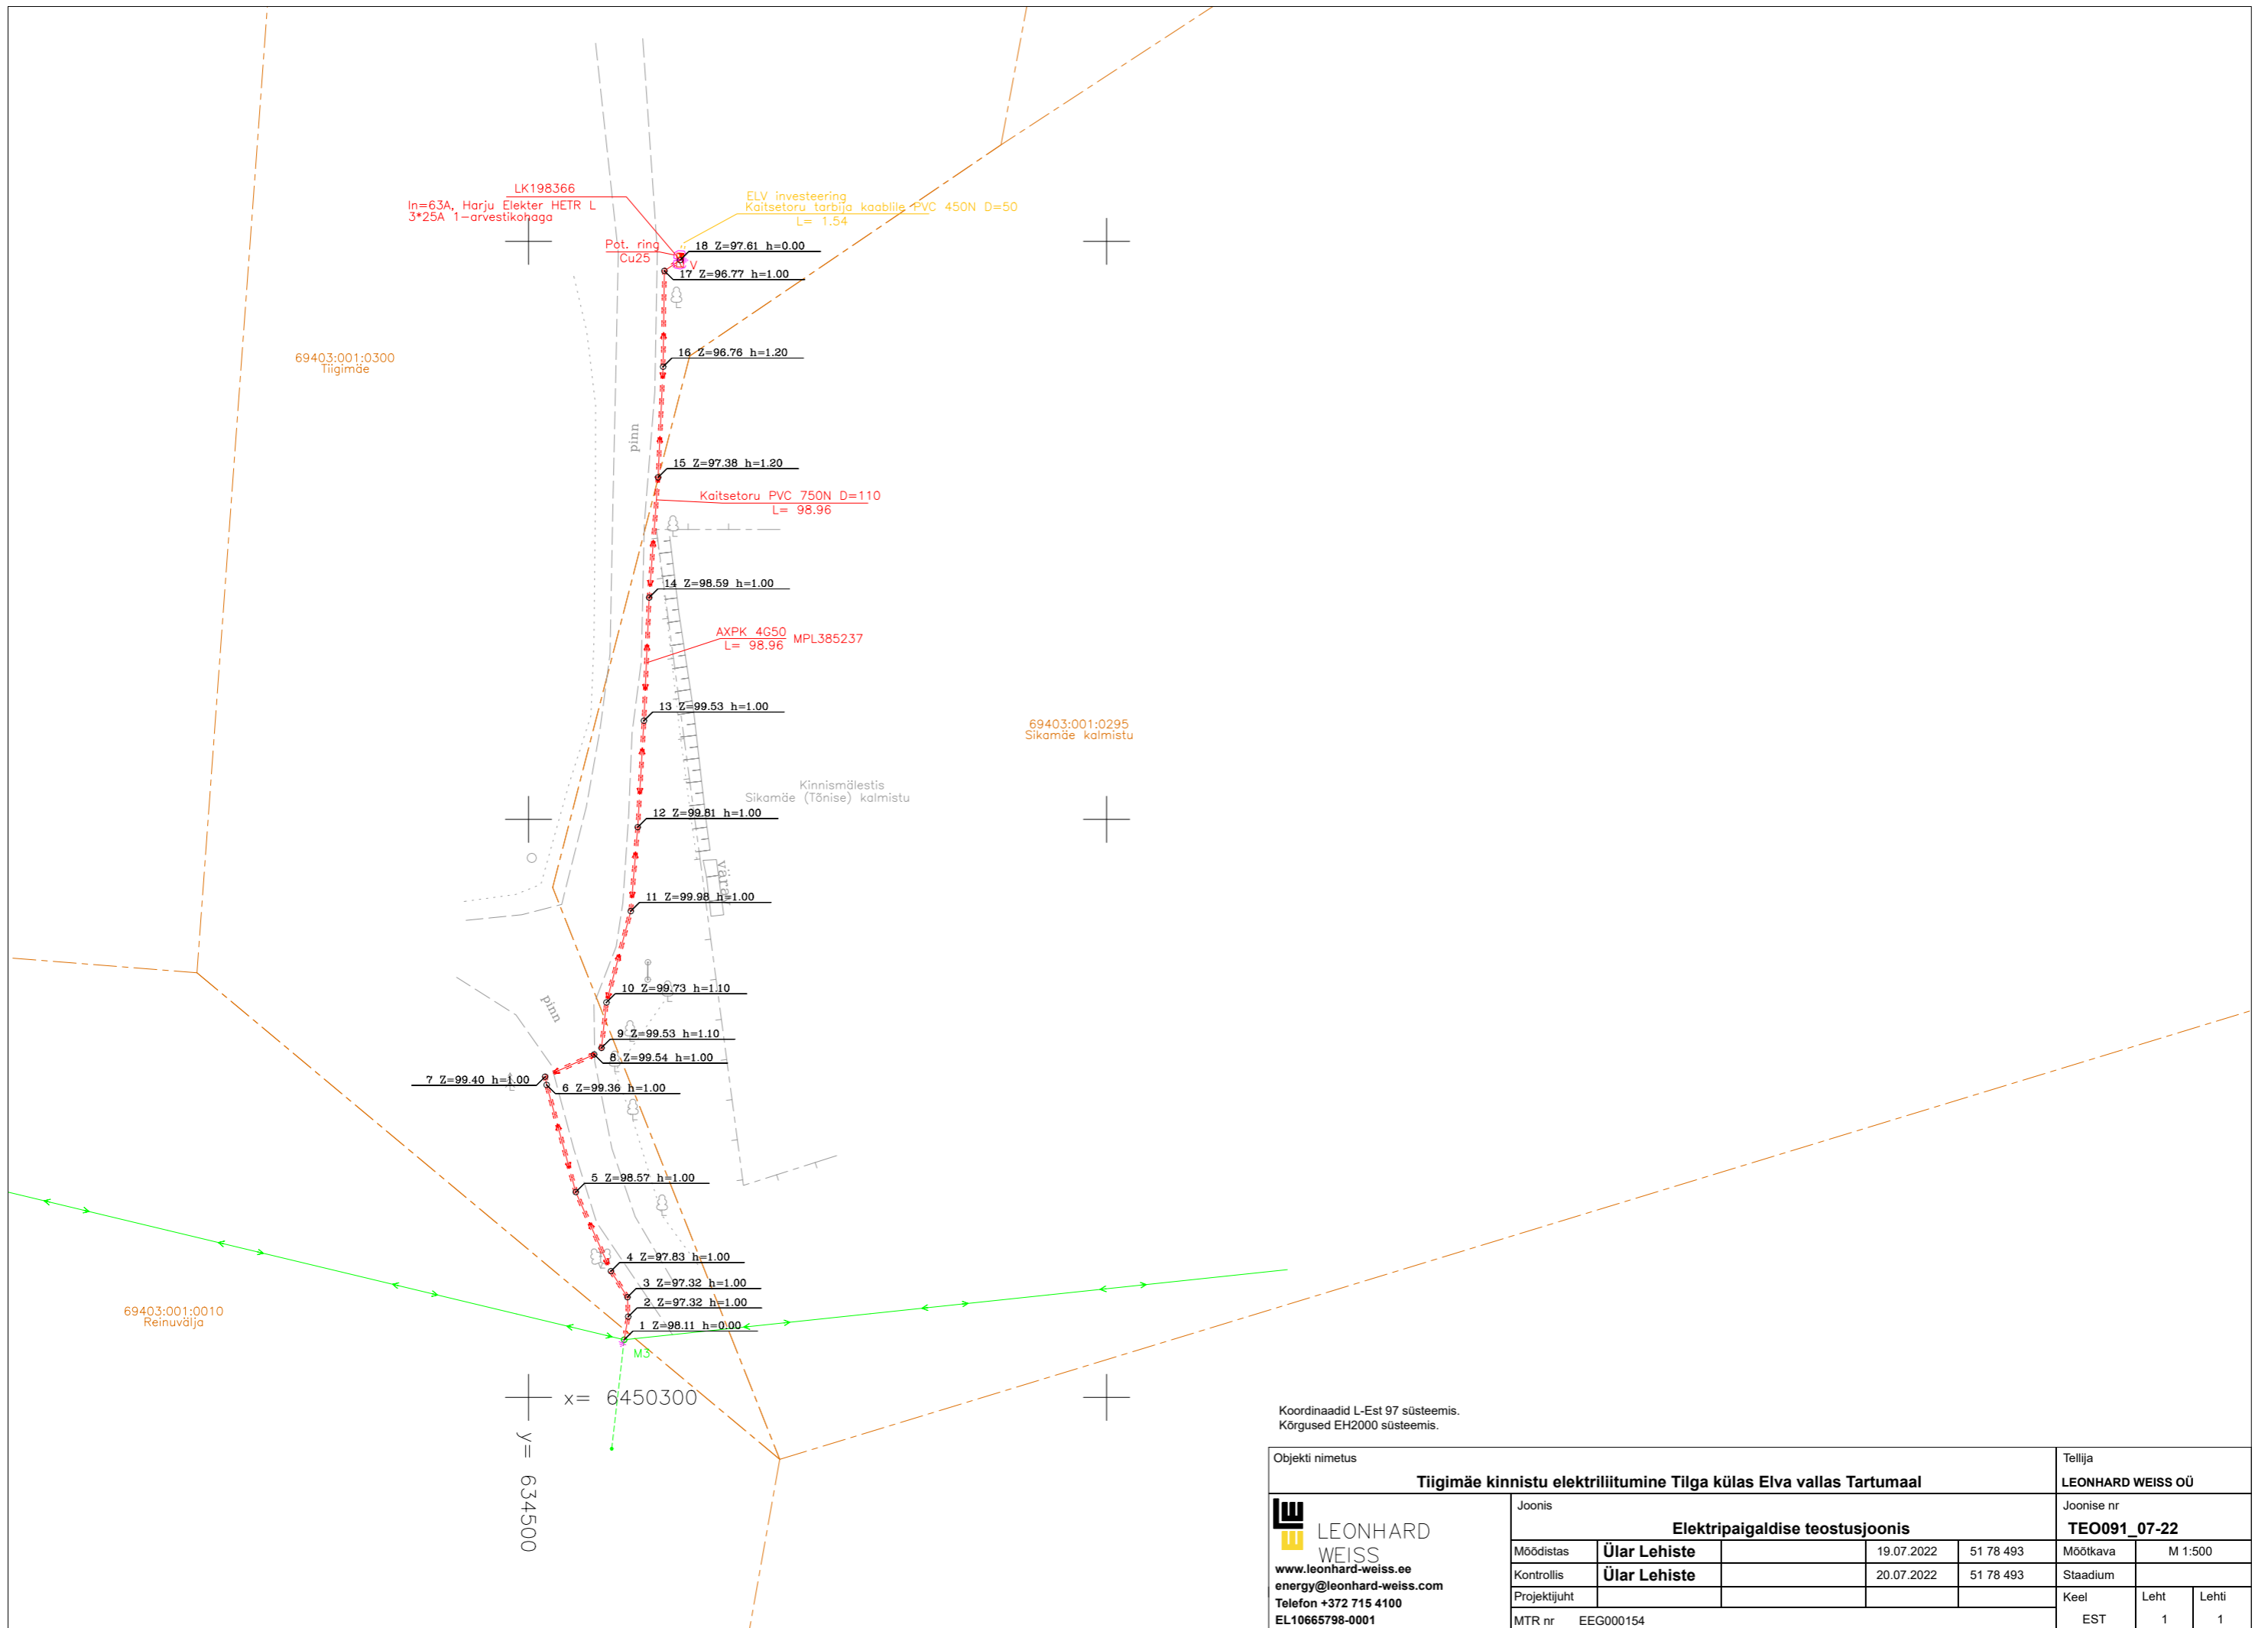 LK198366
In=63A, Harju Elekter HETR L
3*25A 1-arvestikohaga
ELV investeering
Kaitsetoru tarbija kaablile PVC 450N D=50
L= 1.54
Pot. ring
Cu25
V
18 Z=97.61 h=0.00
17 Z=96.77 h=1.00
69403:001:0300
Tiigimäe
16 Z=96.76 h=1.20
pinn
15 Z=97.38 h=1.20
Kaitsetoru PVC 750N D=110
L= 98.96
14 Z=98.59 h=1.00
AXPK 4G50 MPL385237
L= 98.96
13 Z=99.53 h=1.00
69403:001:0295
Sikamäe kalmistu
Kinnismälestis
Sikamäe (Tõnise) kalmistu
12 Z=99.81 h=1.00
11 Z=99.98 h=1.00
10 Z=99.73 h=1.10
pinn
9 Z=99.53 h=1.10
8 Z=99.54 h=1.00
7 Z=99.40 h=1.00
6 Z=99.36 h=1.00
5 Z=98.57 h=1.00
4 Z=97.83 h=1.00
3 Z=97.32 h=1.00
2 Z=97.32 h=1.00
69403:001:0010
Reinuvälja
1 Z=98.11 h=0.00
M3
x= 6450300
y= 634500
Koordinaadid L-Est 97 süsteemis.
Kõrgused EH2000 süsteemis.
Objekti nimetus
Tiigimäe kinnistu elektriliitumine Tilga külas Elva vallas Tartumaal
Tellija
LEONHARD WEISS OÜ
LEONHARD
WEISS
www.leonhard-weiss.ee
energy@leonhard-weiss.com
Telefon +372 715 4100
EL10665798-0001
Joonis
Elektripaigaldise teostusjoonis
Joonise nr
TEO091_07-22
Mõõdistas Ülar Lehiste 19.07.2022 51 78 493
Mõõtkava M 1:500
Kontrollis Ülar Lehiste 20.07.2022 51 78 493
Staadium
Projektijuht
Keel Leht Lehti
MTR nr EEG000154
EST 1 1